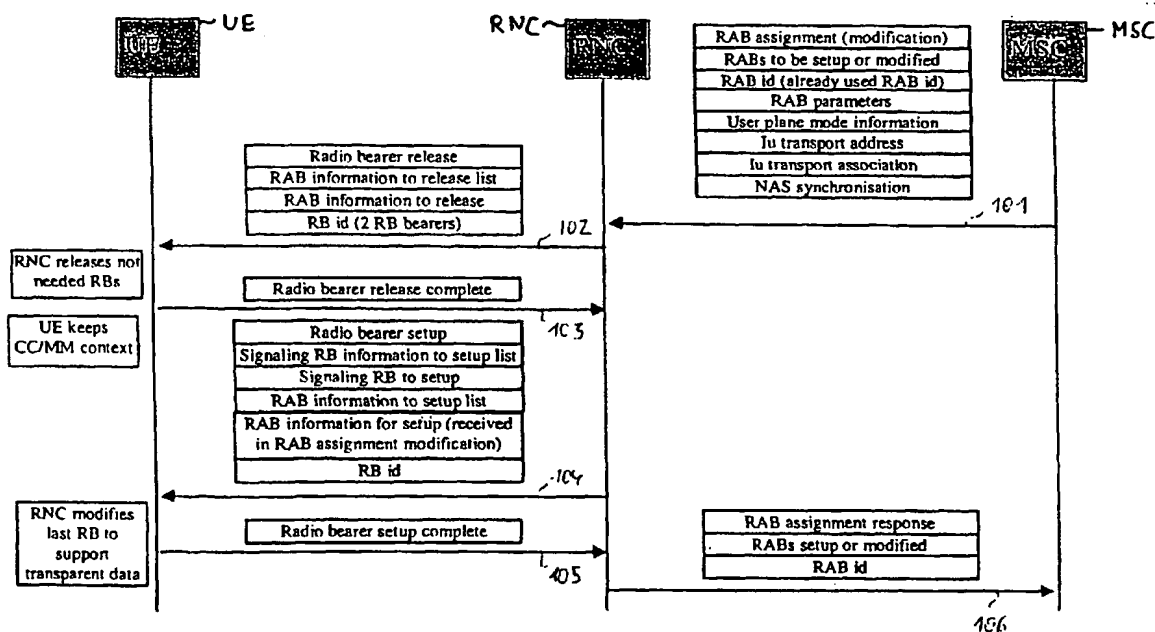 UE
UE
RNC
RNC
MSC
MSC
RAB assignment (modification)
RABs to be setup or modified
RAB id (already used RAB id)
RAB parameters
User plane mode information
Iu transport address
Iu transport association
NAS synchronisation
101
Radio bearer release
RAB information to release list
RAB information to release
RB id (2 RB bearers)
102
RNC releases not
needed RBs
Radio bearer release complete
103
UE keeps
CC/MM context
Radio bearer setup
Signaling RB information to setup list
Signaling RB to setup
RAB information to setup list
RAB information for setup (received
in RAB assignment modification)
RB id
104
RNC modifies
last RB to
support
transparent data
Radio bearer setup complete
105
RAB assignment response
RABs setup or modified
RAB id
106